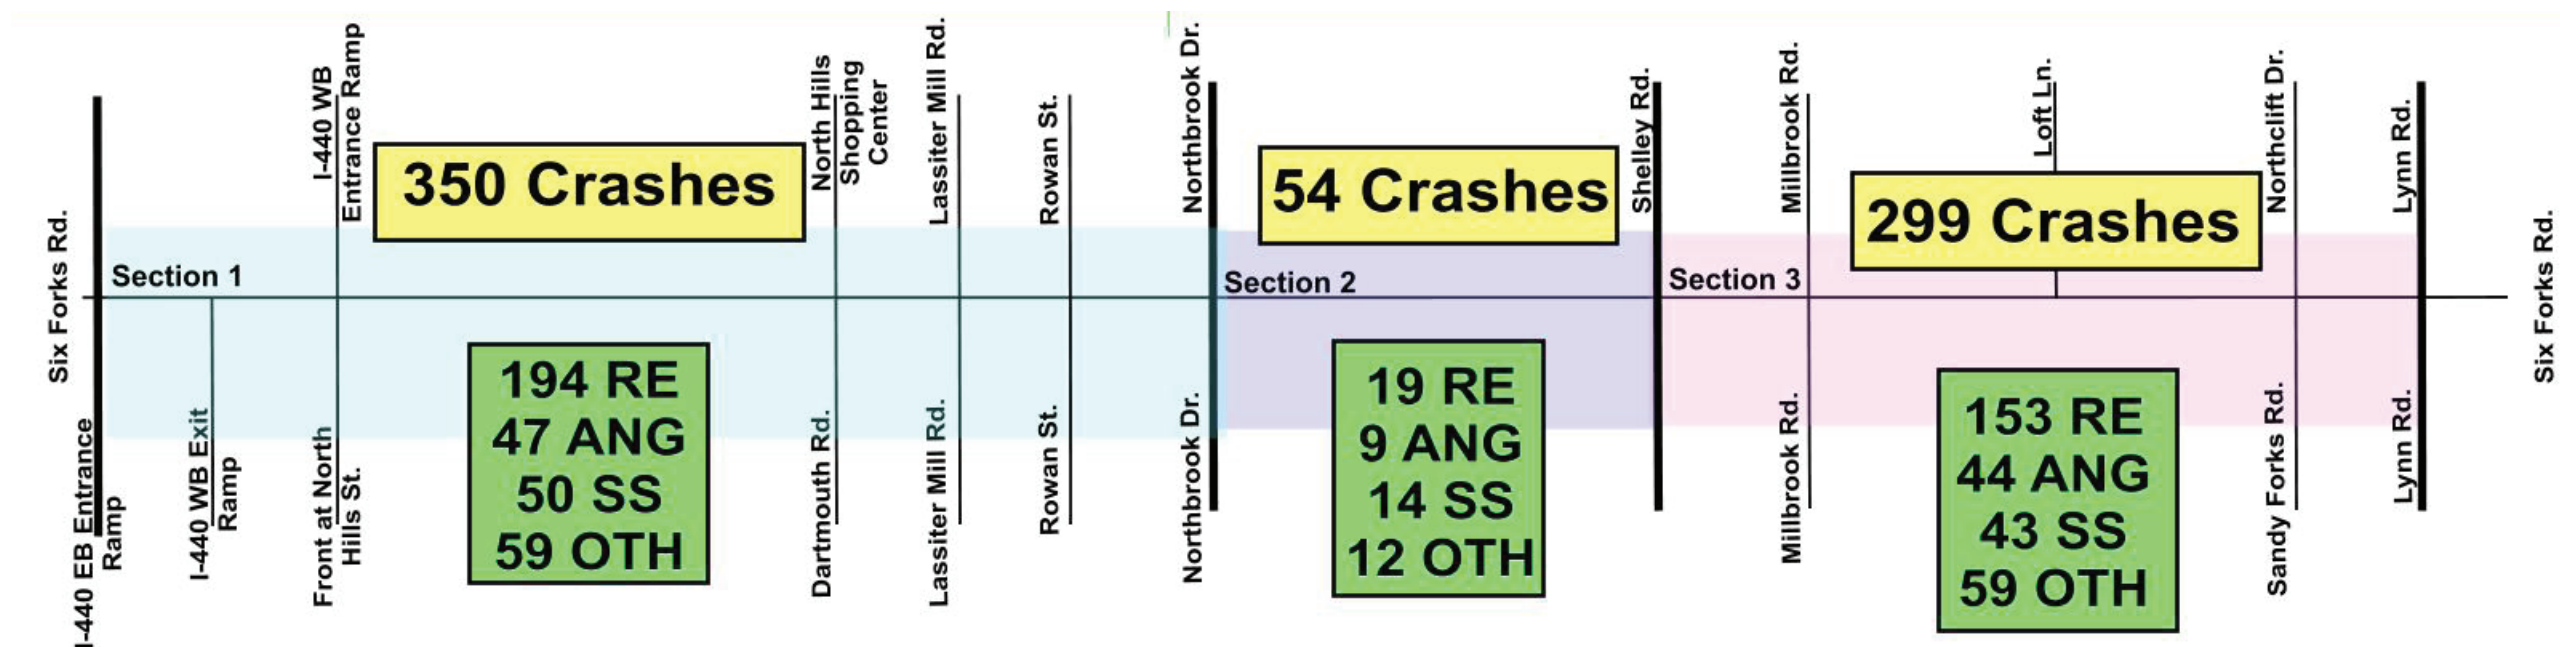 Six Forks Rd.
I-440 WB
Entrance Ramp
350 Crashes
North Hills
Shopping
Center
Lassiter Mill Rd.
Rowan St.
Northbrook Dr.
54 Crashes
Shelley Rd.
Millbrook Rd.
Loft Ln.
299 Crashes
Northclift Dr.
Lynn Rd.
Six Forks Rd.
Section 1
Section 2
Section 3
I-440 EB Entrance
Ramp
I-440 WB Exit
Ramp
Front at North
Hills St.
194 RE
47 ANG
50 SS
59 OTH
Dartmouth Rd.
Lassiter Mill Rd.
Rowan St.
Northbrook Dr.
19 RE
9 ANG
14 SS
12 OTH
Millbrook Rd.
153 RE
44 ANG
43 SS
59 OTH
Sandy Forks Rd.
Lynn Rd.